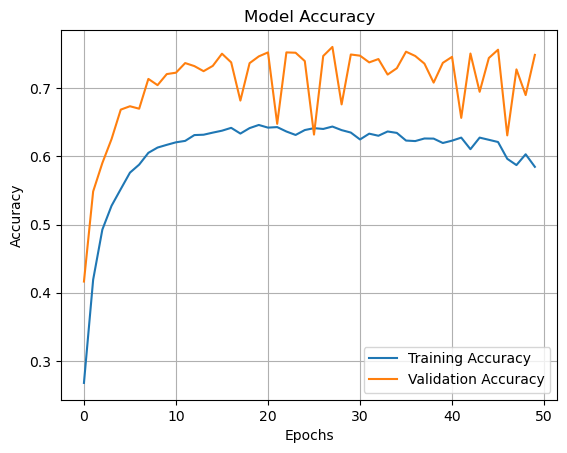 Model Accuracy
Accuracy
0.7
0.6
0.5
0.4
0.3
Training Accuracy
Validation Accuracy
0 10 20 30 40 50
Epochs